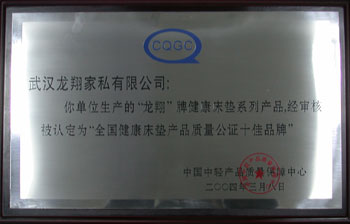 CQGC
武汉龙翔家私有限公司:
你单位生产的“龙翔”牌健康床垫系列产品,经审核
被认定为“全国健康床垫产品质量公证十佳品牌”
中国中轻产品质量保障中心
二〇〇四年三月八日